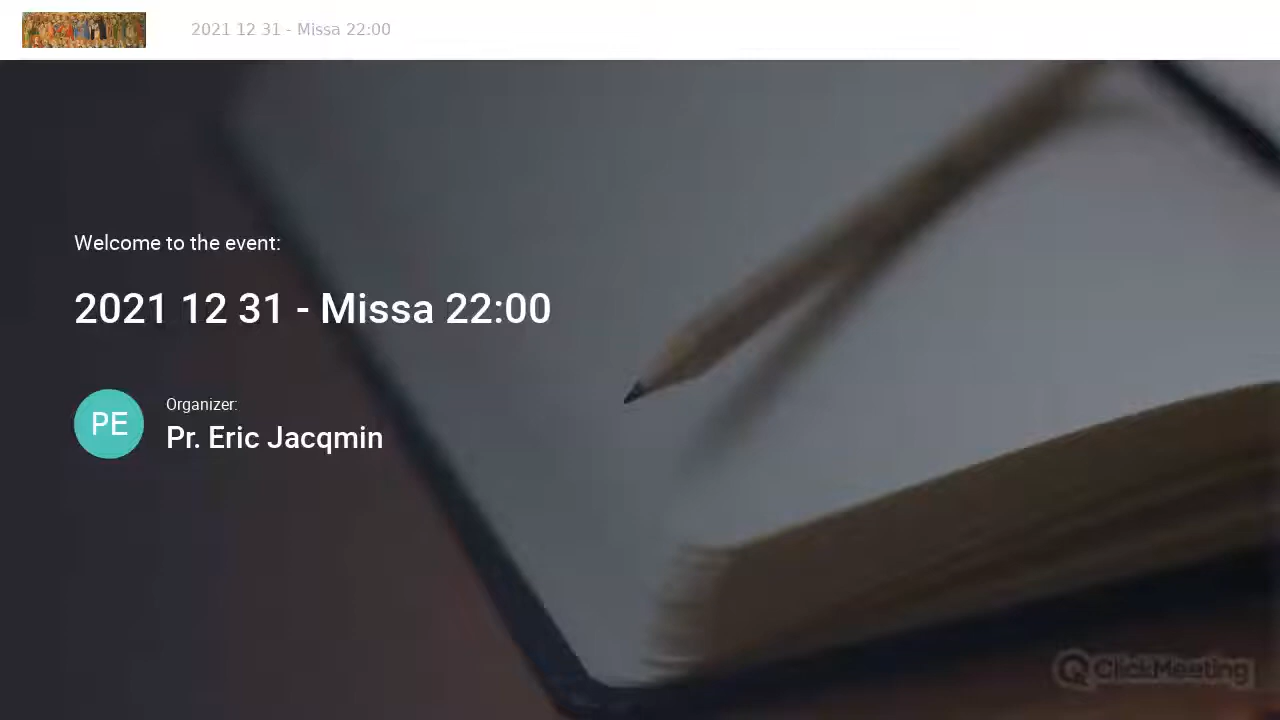 2021 12 31 - Missa 22:00
Welcome to the event:
2021 12 31 - Missa 22:00
PE
Organizer:
Pr. Eric Jacqmin
ClickMeeting